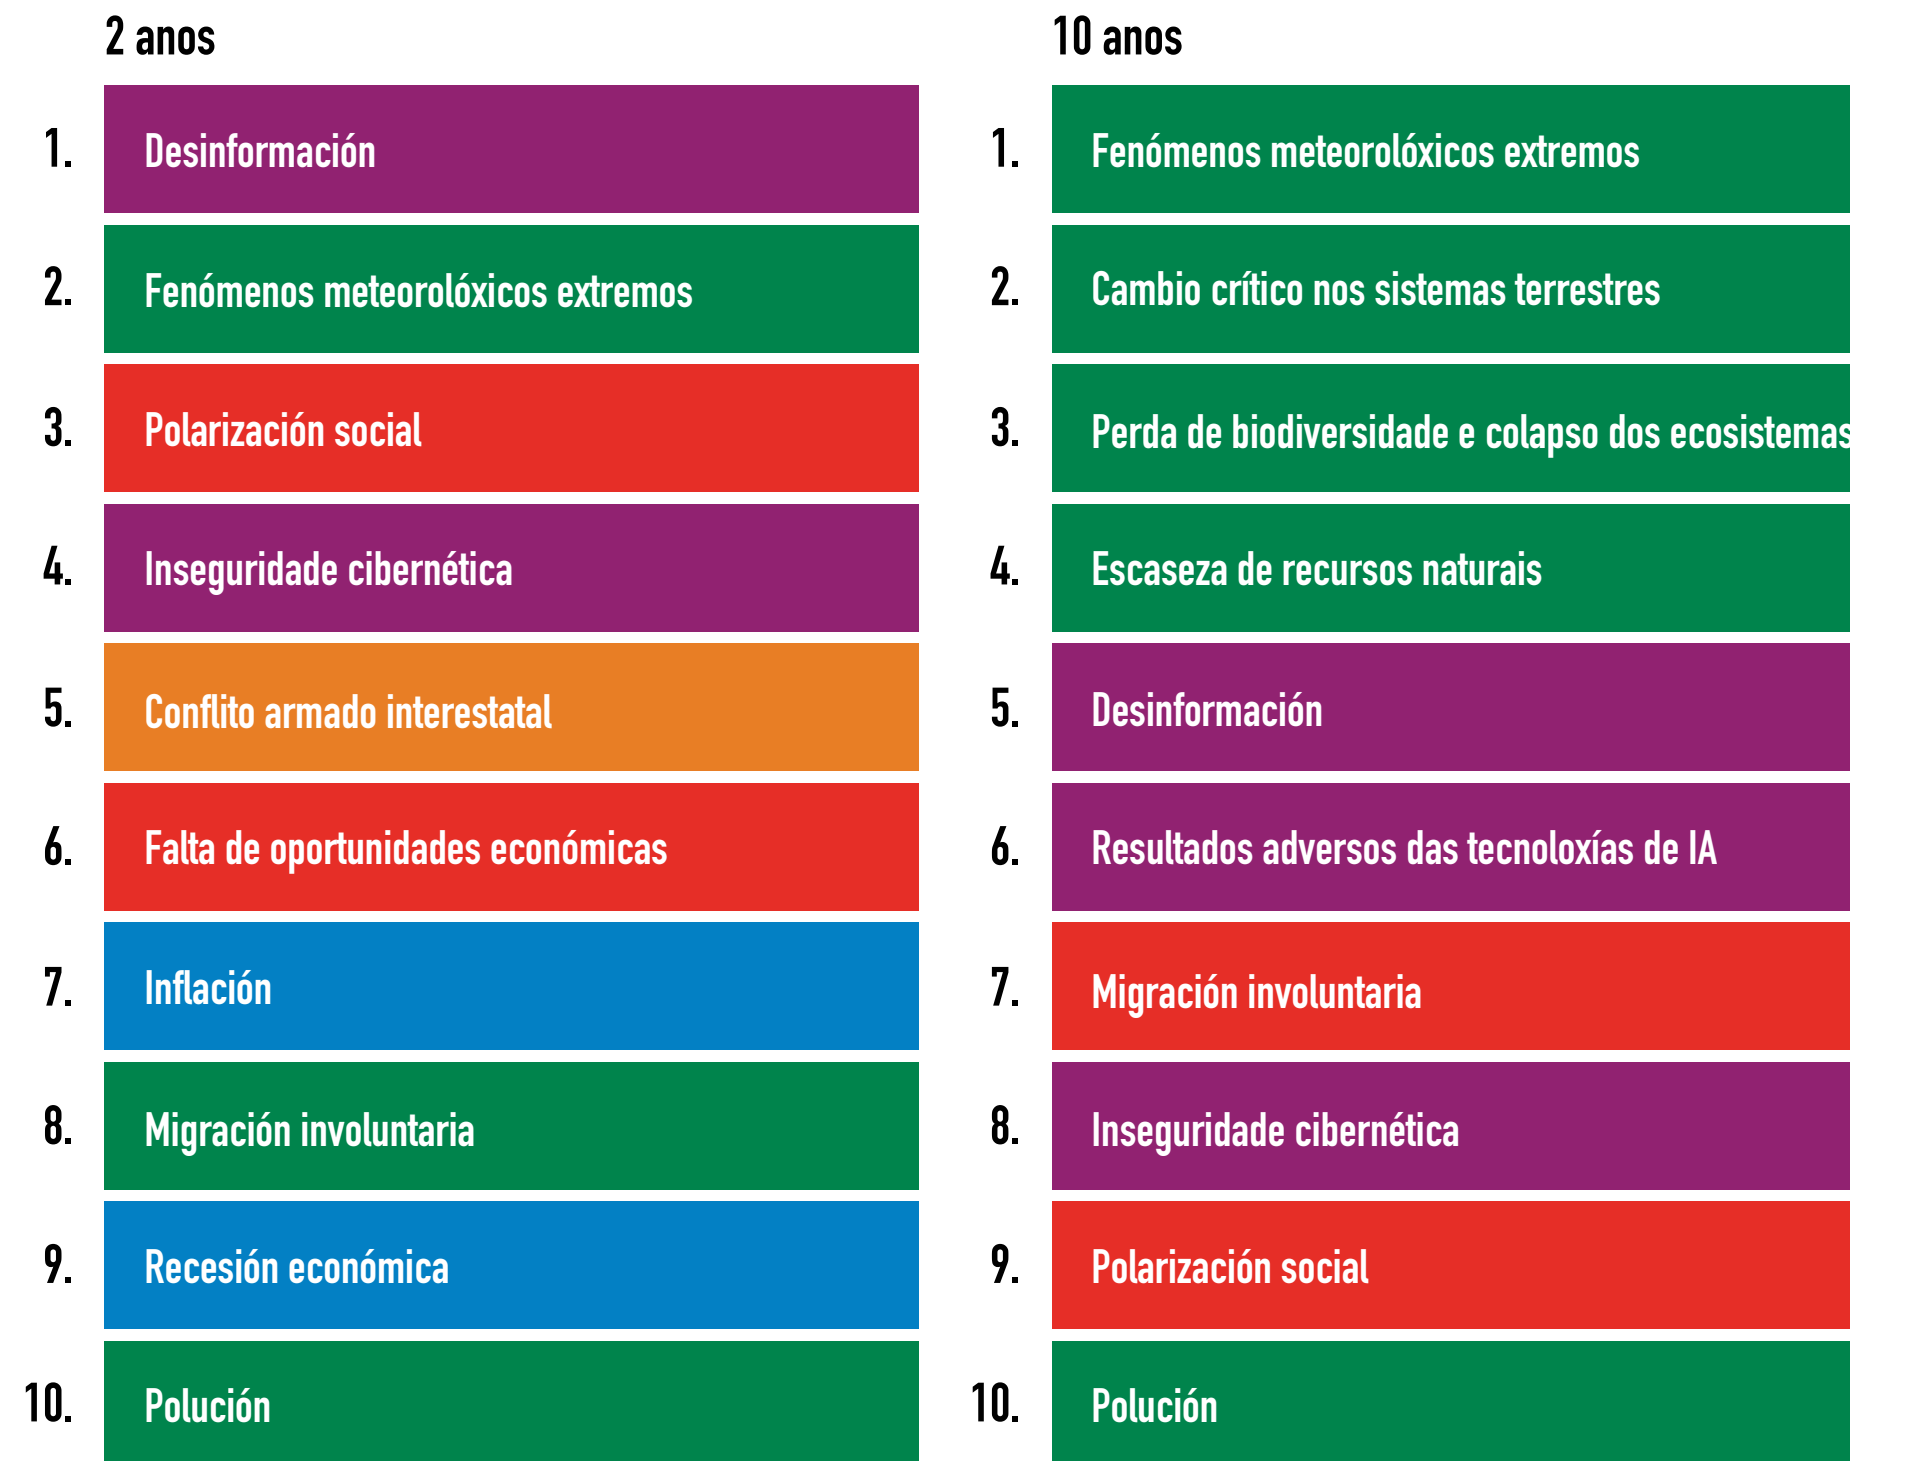 2 anos
1. Desinformación
2. Fenómenos meteorolóxicos extremos
3. Polarización social
4. Inseguridade cibernética
5. Conflito armado interestatal
6. Falta de oportunidades económicas
7. Inflación
8. Migración involuntaria
9. Recesión económica
10. Polución
10 anos
1. Fenómenos meteorolóxicos extremos
2. Cambio crítico nos sistemas terrestres
3. Perda de biodiversidade e colapso dos ecosistemas
4. Escaseza de recursos naturais
5. Desinformación
6. Resultados adversos das tecnoloxías de IA
7. Migración involuntaria
8. Inseguridade cibernética
9. Polarización social
10. Polución